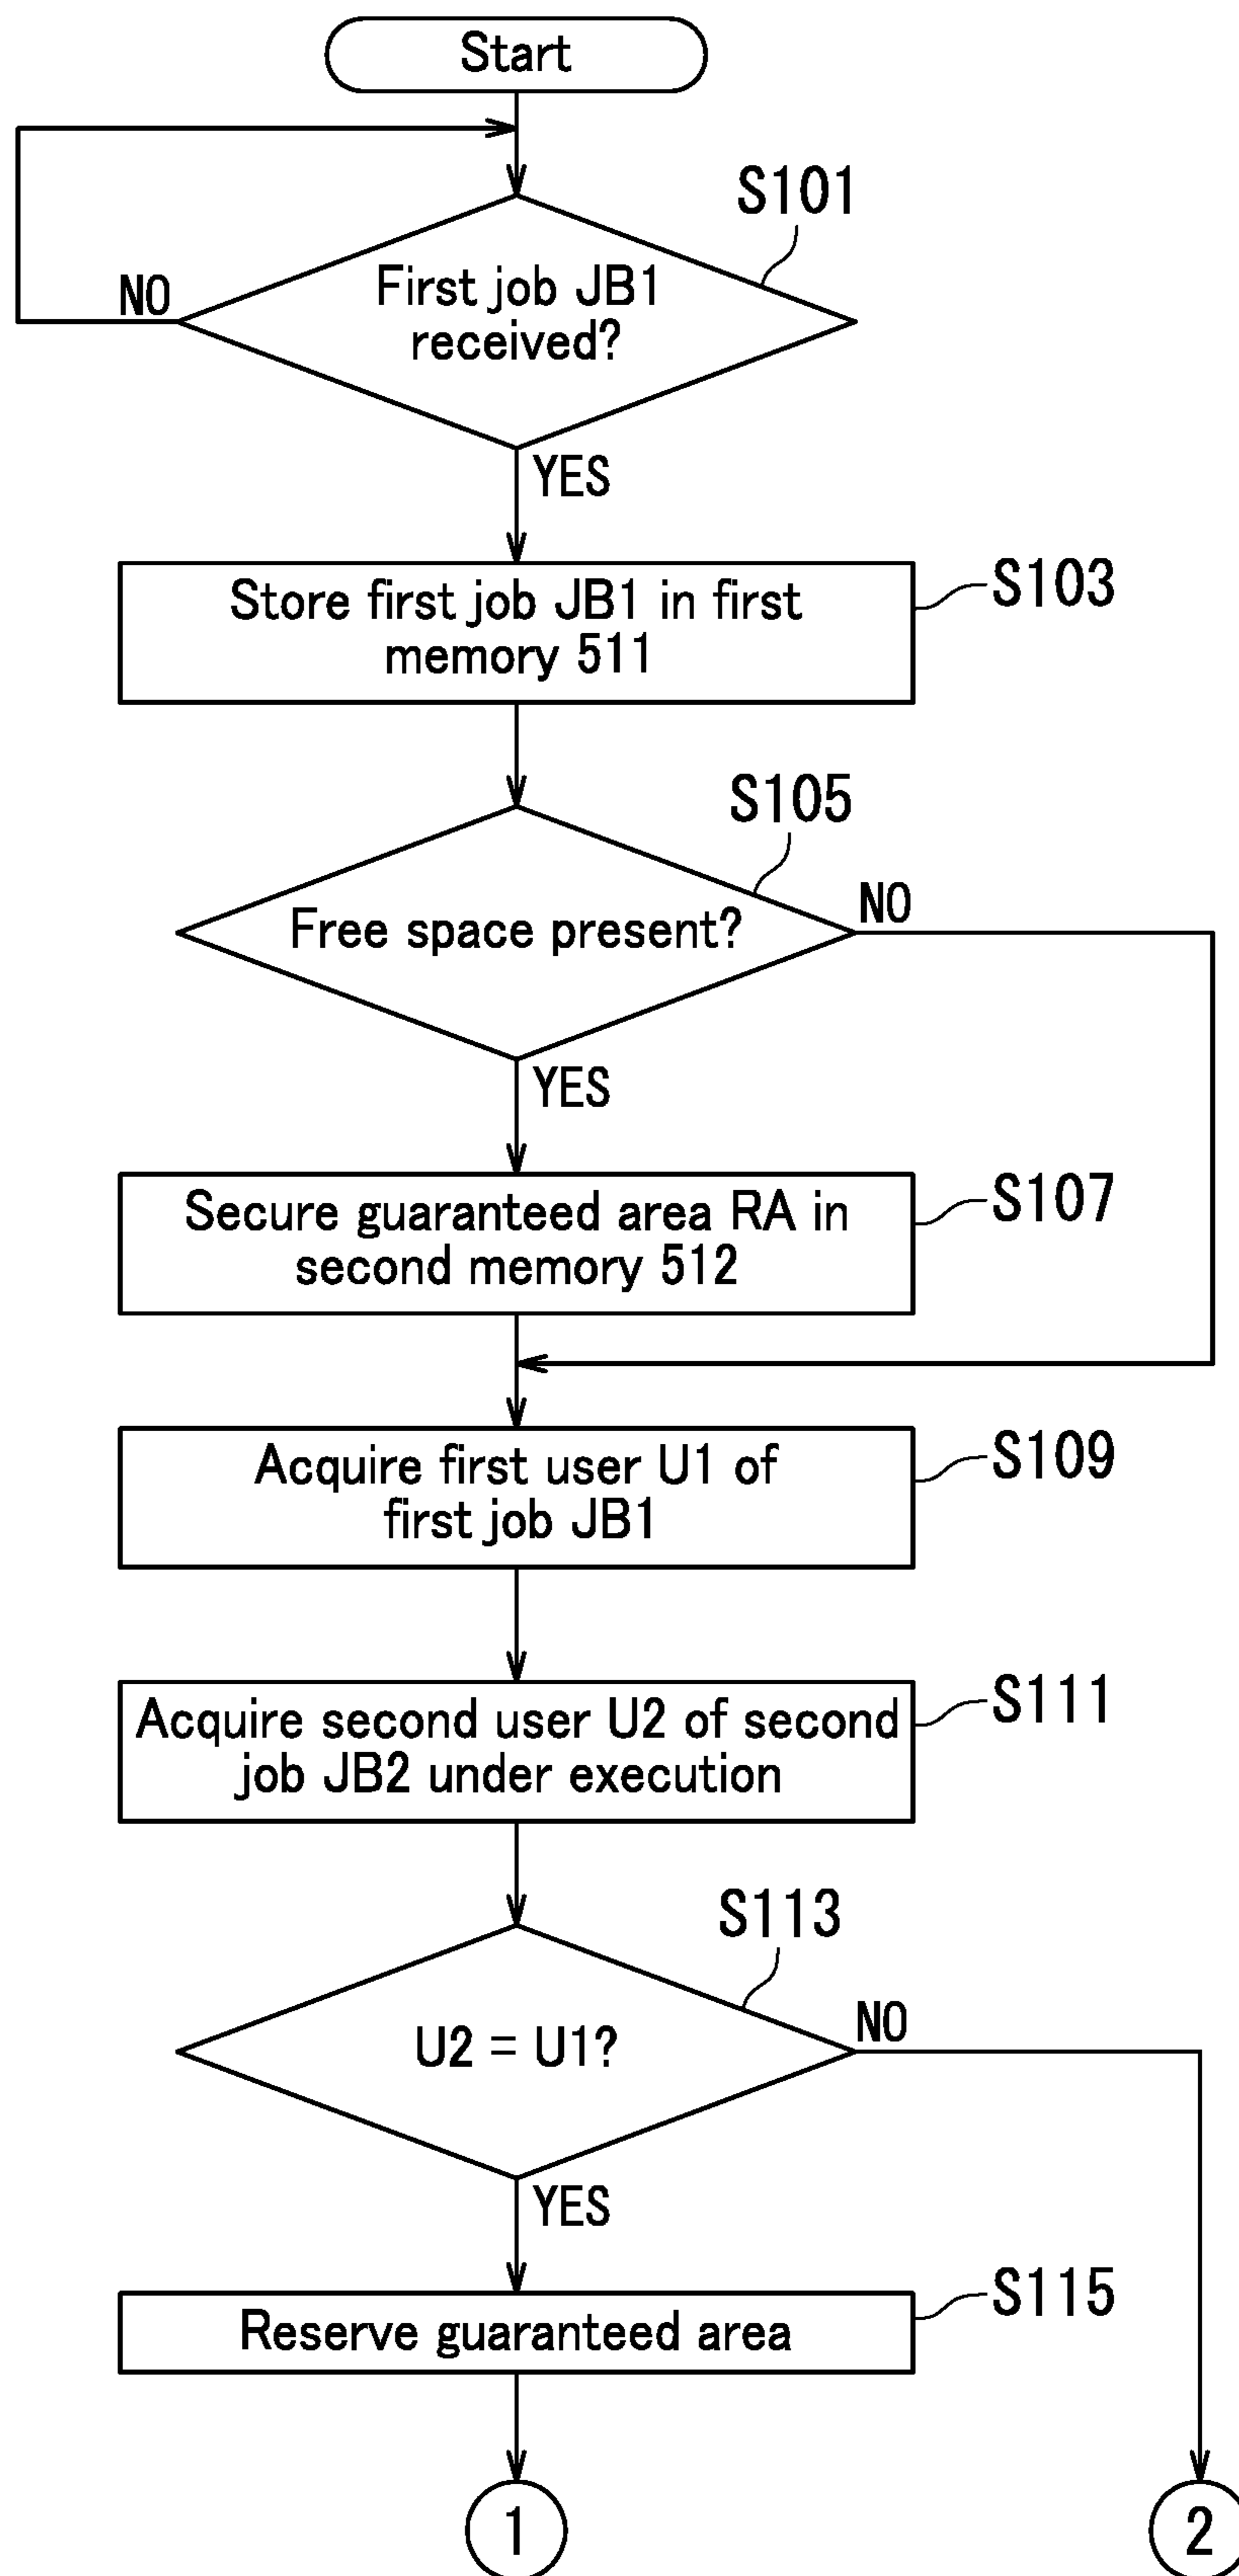 Start
S101
First job JB1
received?
NO
YES
S103
Store first job JB1 in first
memory 511
S105
Free space present?
NO
YES
S107
Secure guaranteed area RA in
second memory 512
S109
Acquire first user U1 of
first job JB1
S111
Acquire second user U2 of second
job JB2 under execution
S113
U2 = U1?
NO
YES
S115
Reserve guaranteed area
1
2